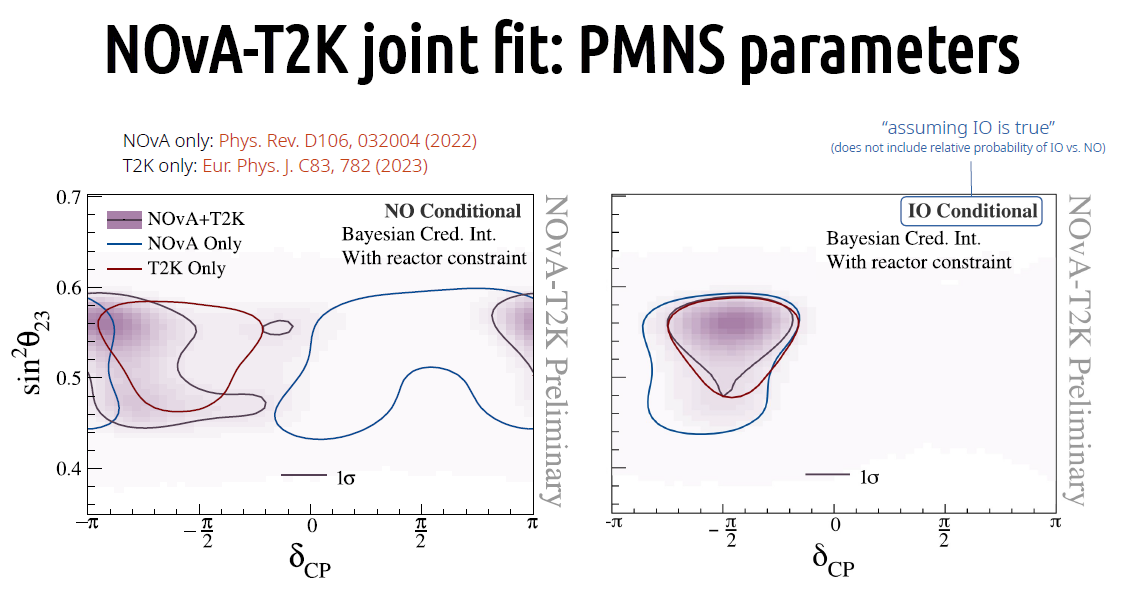 NOvA-T2K joint fit: PMNS parameters
NOvA only: Phys. Rev. D106, 032004 (2022)
T2K only: Eur. Phys. J. C83, 782 (2023)
“assuming IO is true”
(does not include relative probability of IO vs. NO)
NOvA+T2K
NOvA Only
T2K Only
NO Conditional
Bayesian Cred. Int.
With reactor constraint
1σ
0.7
0.6
0.5
0.4
sin²θ₂₃
−π
−π/2
0
π/2
π
δ_CP
NOvA-T2K Preliminary
IO Conditional
Bayesian Cred. Int.
With reactor constraint
1σ
-π
-π/2
0
π/2
π
δ_CP
NOvA-T2K Preliminary